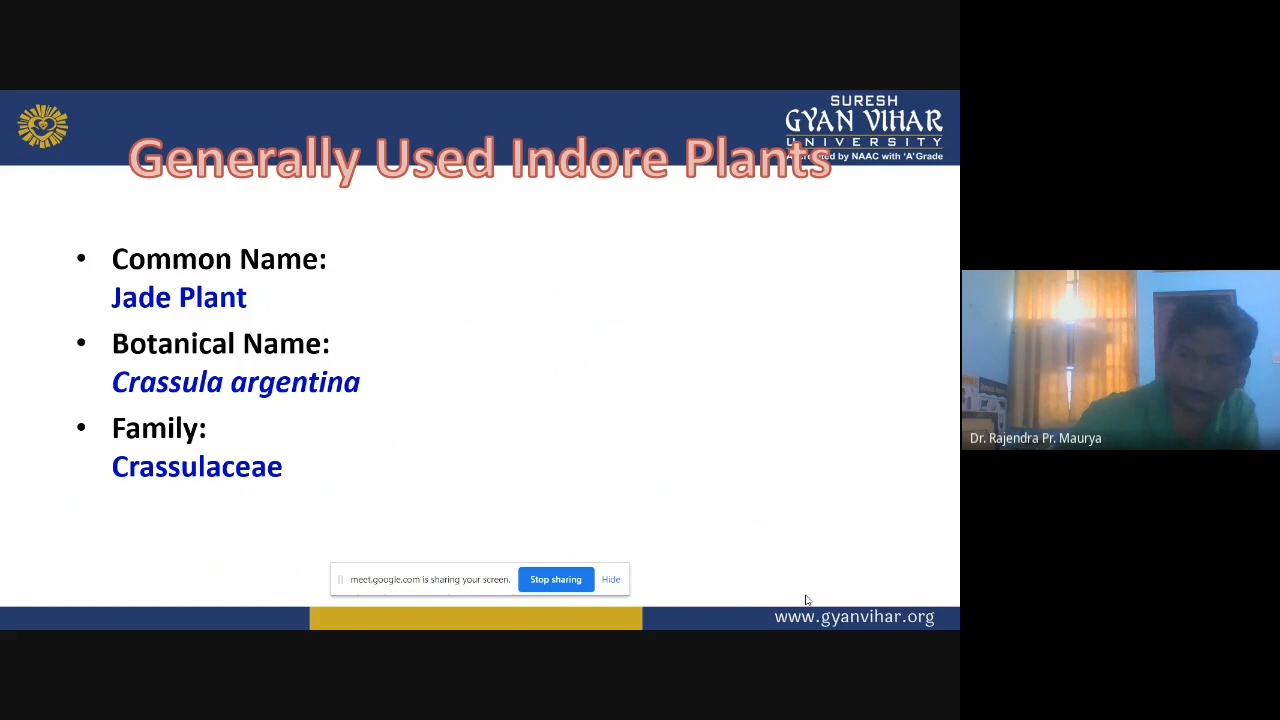 SURESH
GYAN VIHAR
UNIVERSITY
Accredited by NAAC with 'A' Grade
Generally Used Indore Plants
• Common Name:
Jade Plant
• Botanical Name:
Crassula argentina
• Family:
Crassulaceae
Dr. Rajendra Pr. Maurya
meet.google.com is sharing your screen.
Stop sharing
Hide
www.gyanvihar.org